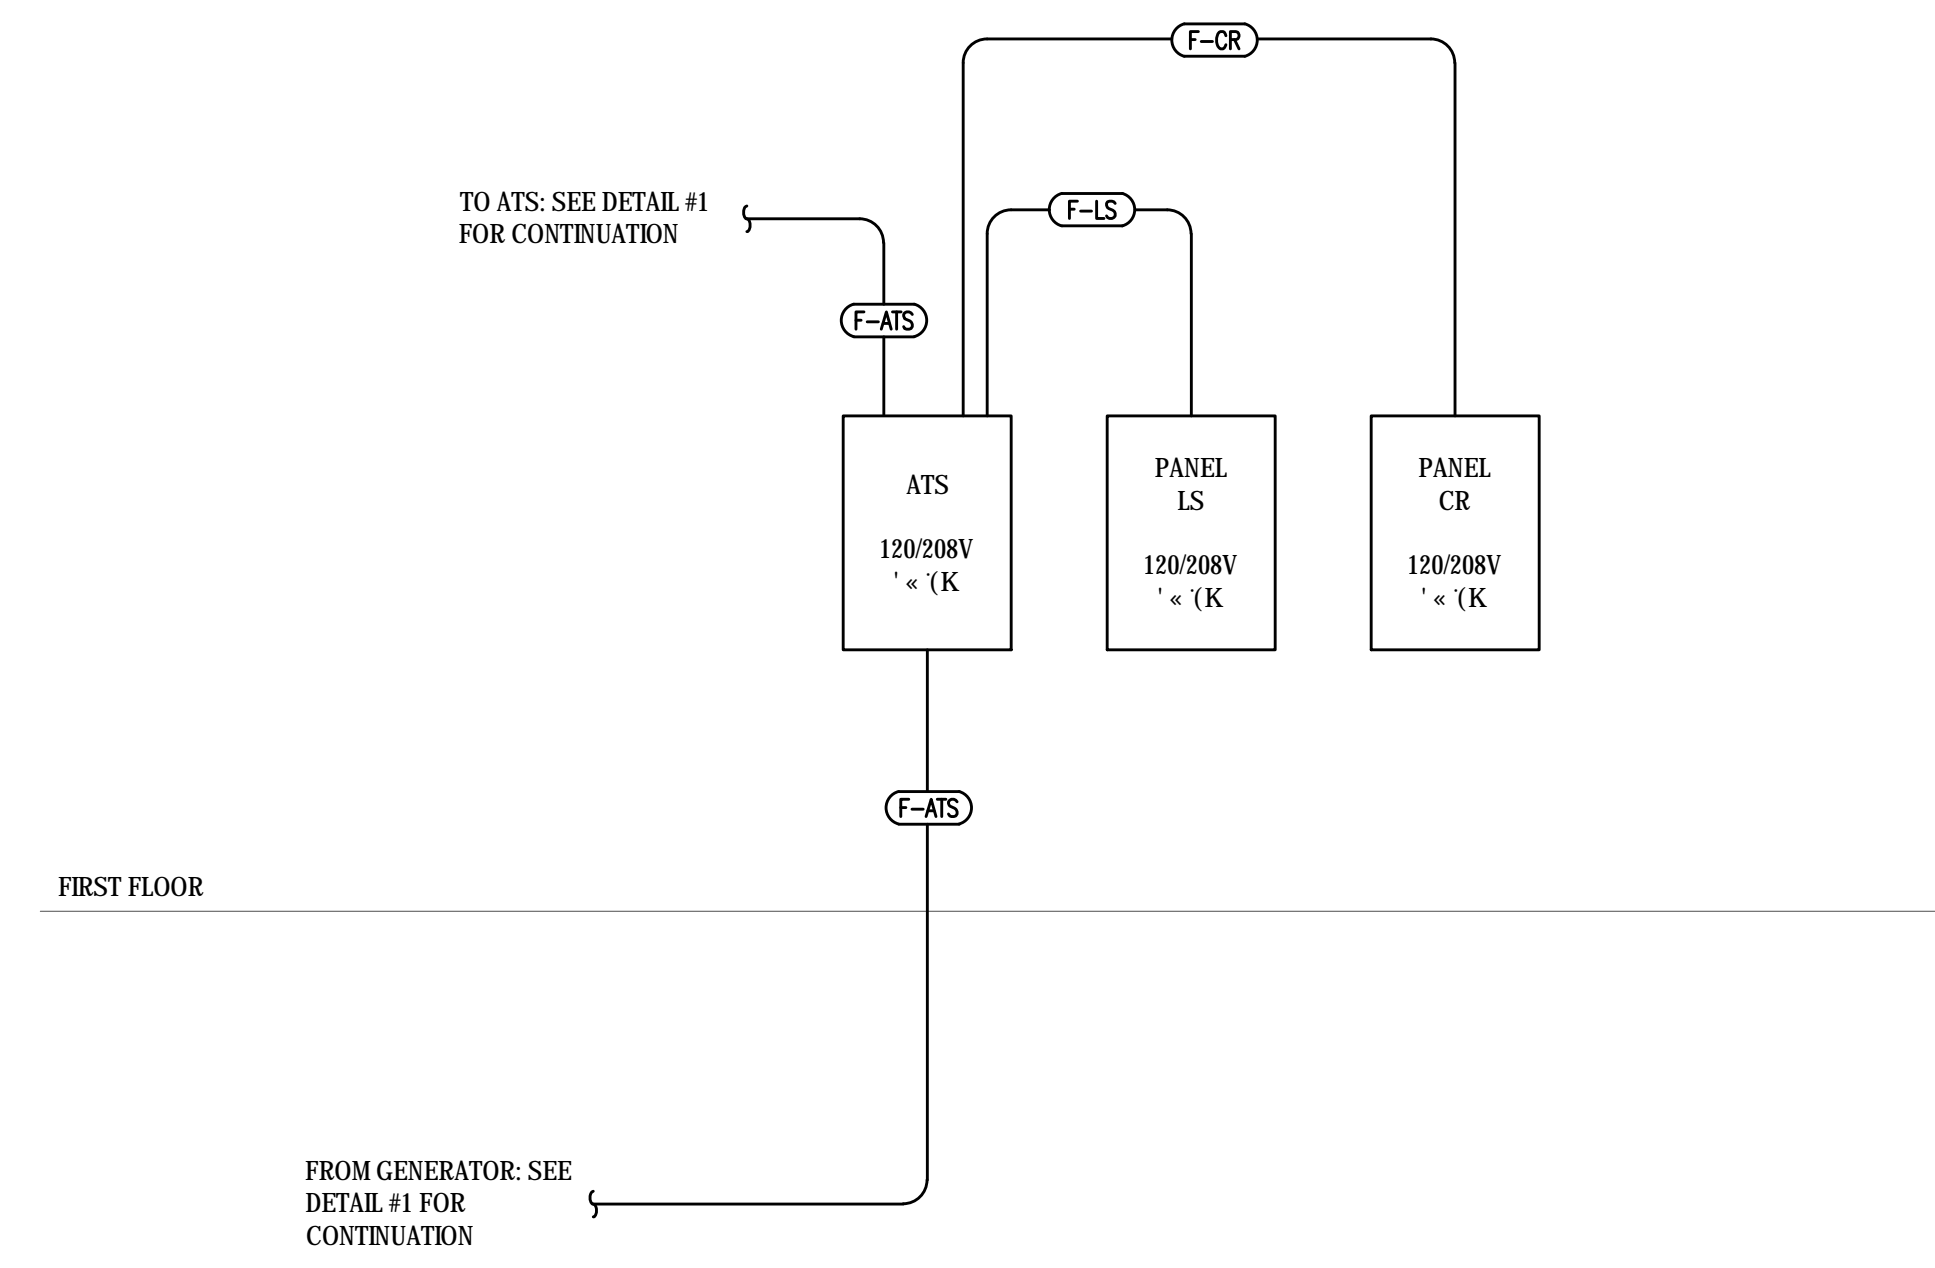 F-CR
TO ATS: SEE DETAIL #1
FOR CONTINUATION
F-LS
F-ATS
ATS
120/208V
PANEL
LS
120/208V
PANEL
CR
120/208V
F-ATS
FIRST FLOOR
FROM GENERATOR: SEE
DETAIL #1 FOR
CONTINUATION